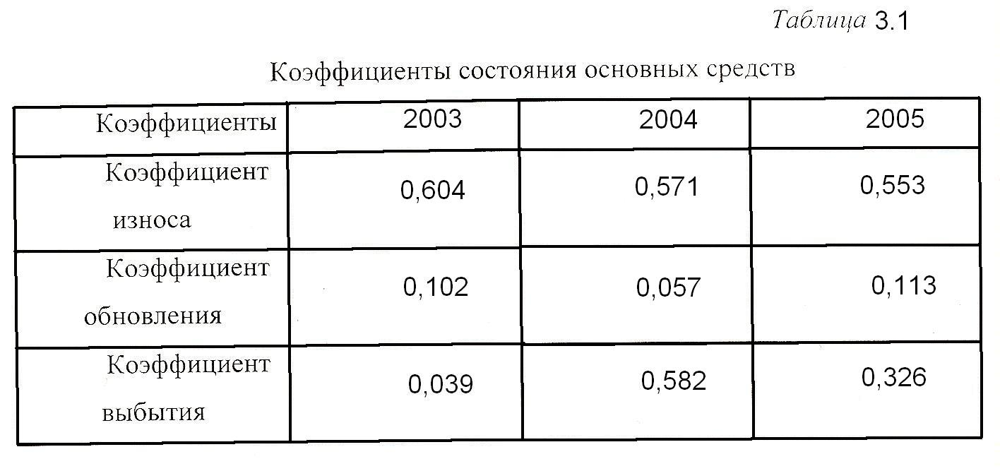 Таблица 3.1
Коэффициенты состояния основных средств
Коэффициенты 2003 2004 2005
Коэффициент
износа
0,604 0,571 0,553
Коэффициент
обновления
0,102 0,057 0,113
Коэффициент
выбытия
0,039 0,582 0,326